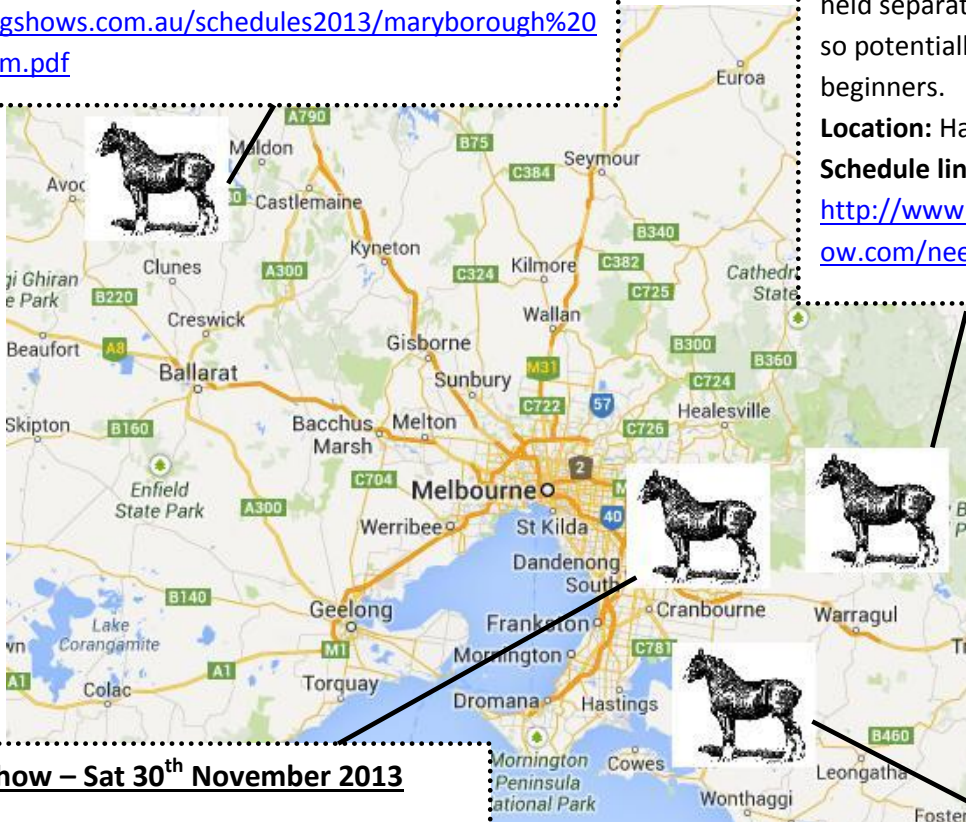 gshows.com.au/schedules2013/maryborough%20
m.pdf
held separat
so potentiall
beginners.
Location: Ha
Schedule lin
http://www.
ow.com/nee
Euroa
A790
Maldon
B75
Seymour
C384
Avoc
Castlemaine
B340
Kyneton
gi Ghiran
e Park
Clunes
A300
C324
Kilmore
C382
Cathedr
State
B220
C725
Creswick
Wallan
Beaufort
A8
Gisborne
B300
B360
Ballarat
M31
Sunbury
C724
C722
57
Healesville
Skipton
B160
Bacchus
Marsh
Melton
C726
2
Enfield
State Park
C704
Melbourne
A300
Werribee
St Kilda
40
Dandenong
South
B140
Geelong
Cranbourne
Warragul
Lake
Corangamite
Frankston
wn
M1
Mornington
C781
A1
A1
Colac
Torquay
Dromana
Hastings
B460
how – Sat 30th November 2013
Mornington
Peninsula
ational Park
Cowes
Leongatha
Wonthaggi
Foster